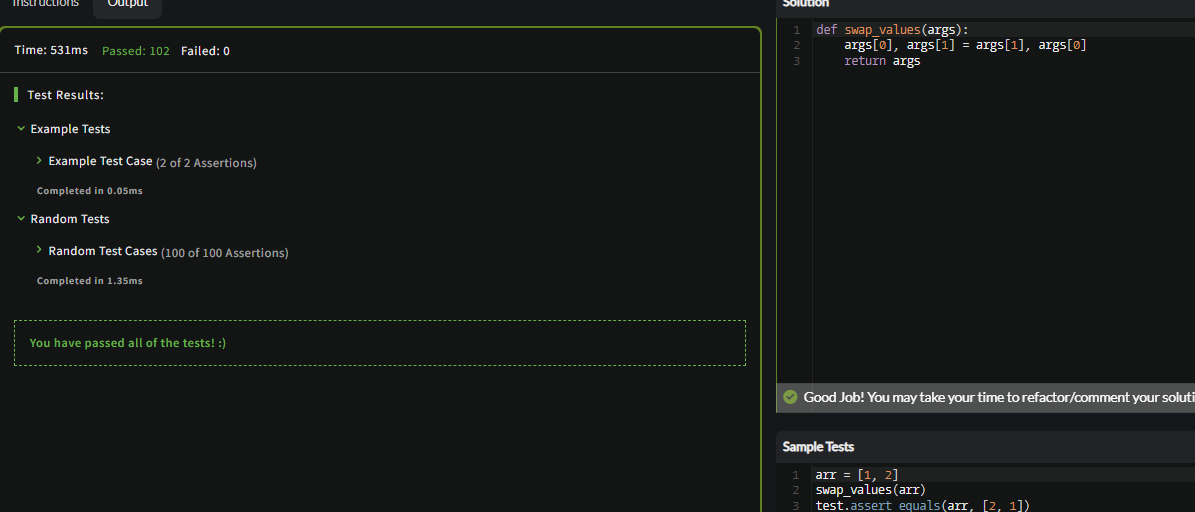 Instructions
Output
Time: 531ms Passed: 102 Failed: 0
Test Results:
Example Tests
Example Test Case (2 of 2 Assertions)
Completed in 0.05ms
Random Tests
Random Test Cases (100 of 100 Assertions)
Completed in 1.35ms
You have passed all of the tests! :)
Solution
1 def swap_values(args):
2     args[0], args[1] = args[1], args[0]
3     return args
Good Job! You may take your time to refactor/comment your soluti
Sample Tests
1 arr = [1, 2]
2 swap_values(arr)
3 test.assert_equals(arr, [2, 1])